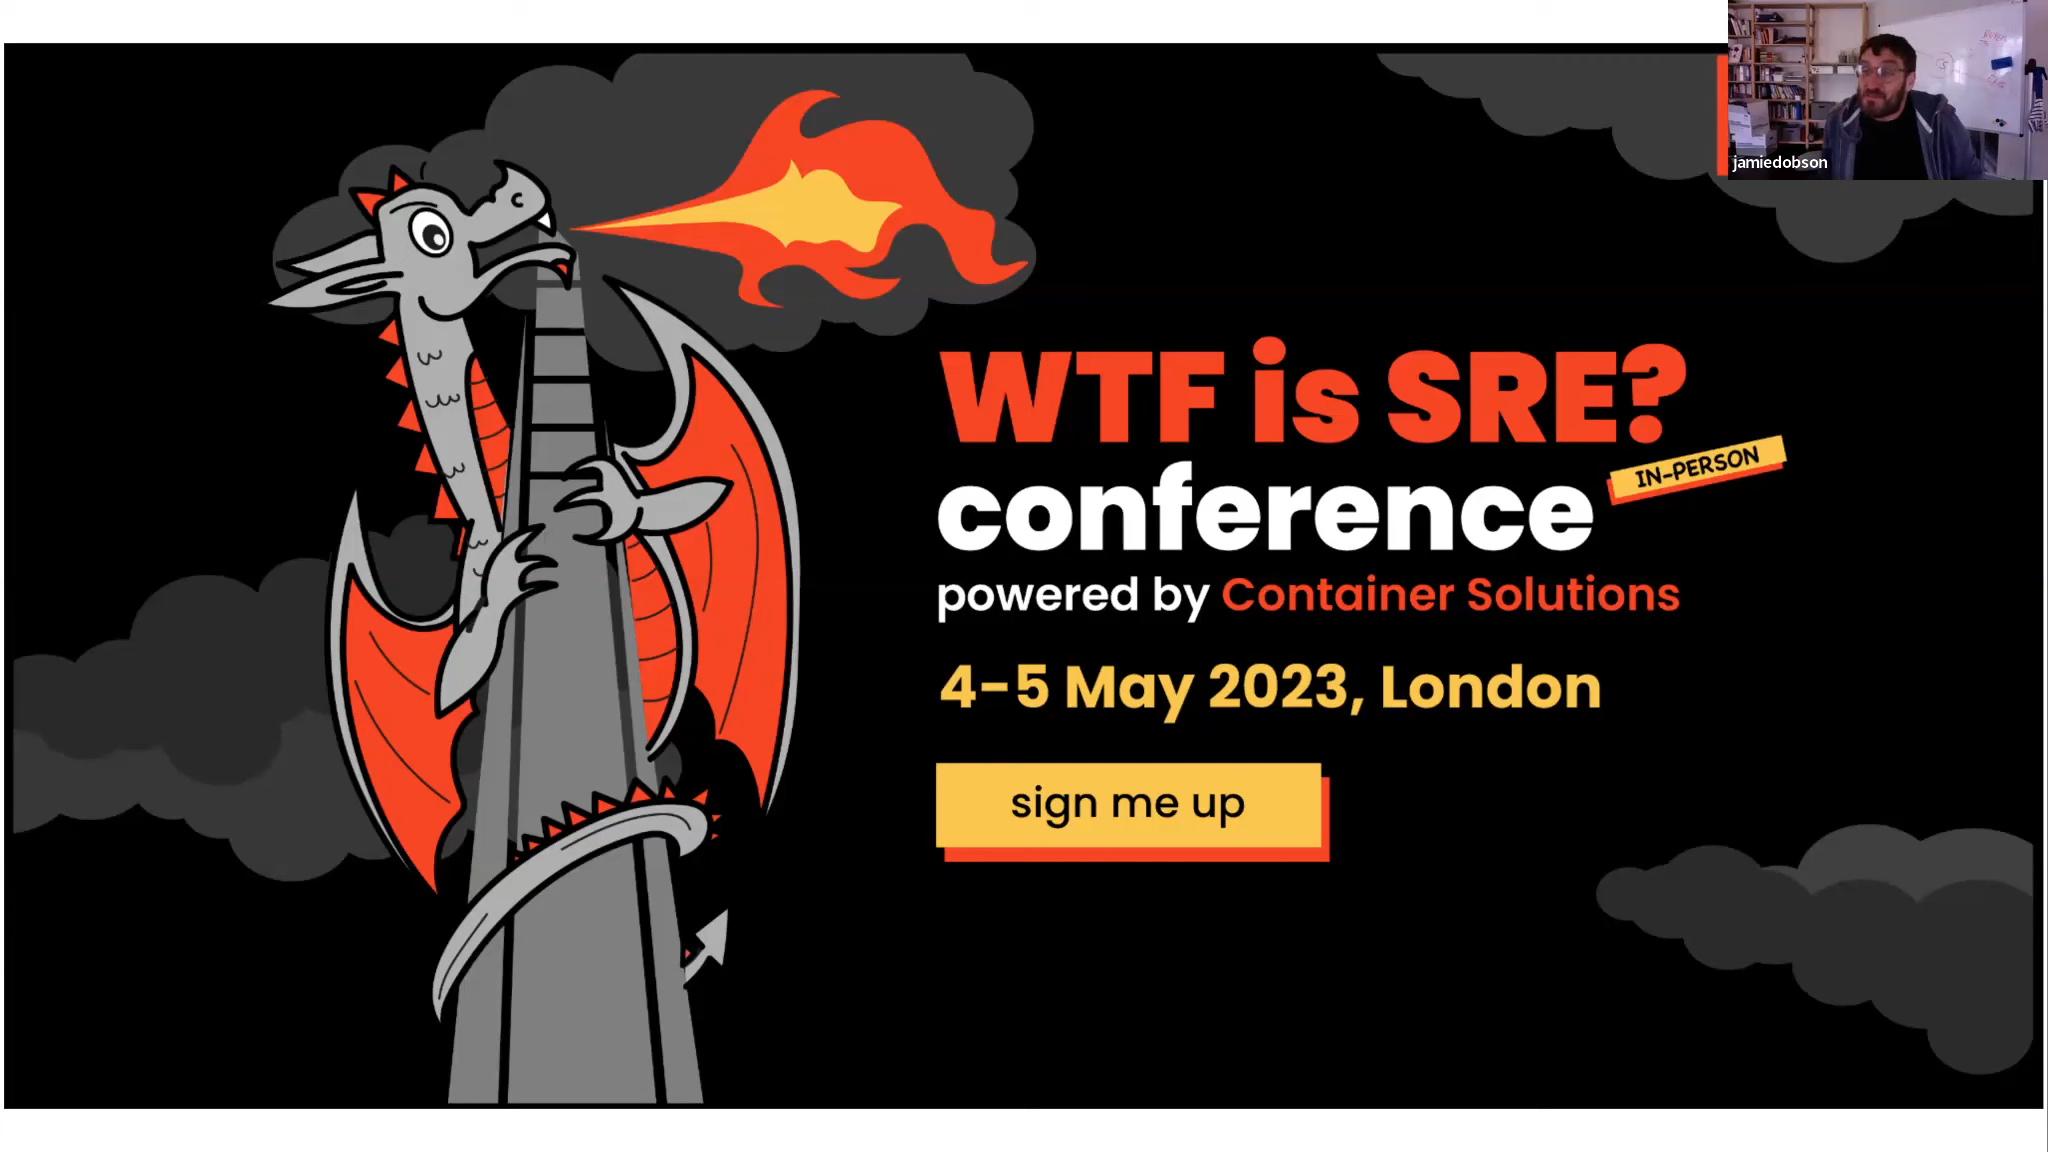 jamiedobson
WTF is SRE?
conference
IN-PERSON
powered by Container Solutions
4-5 May 2023, London
sign me up